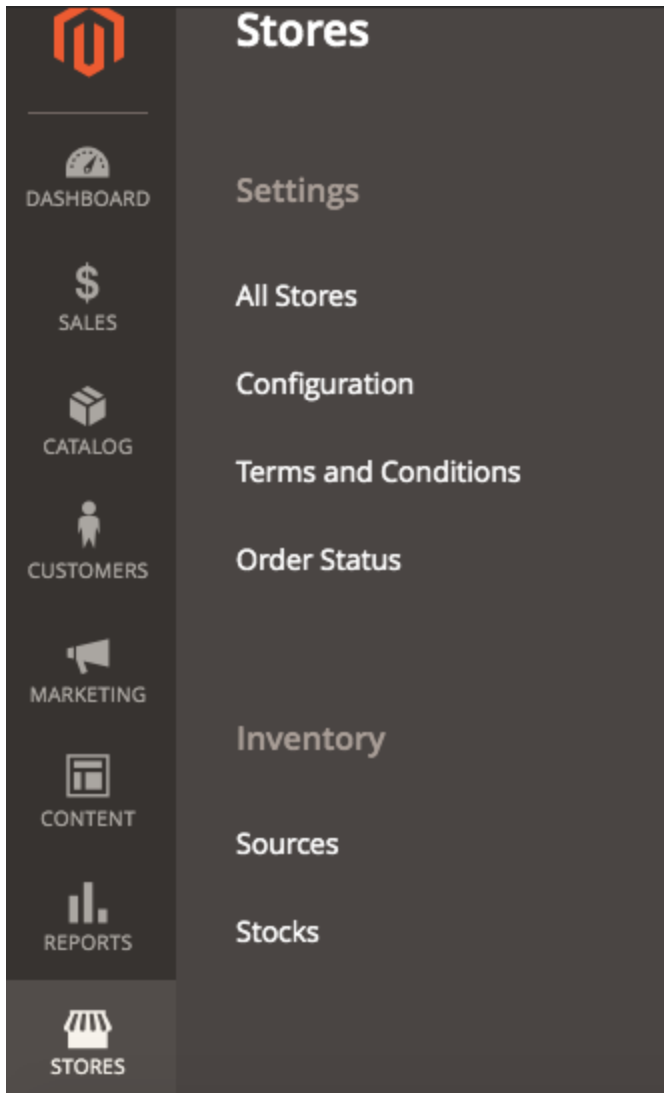 Stores
DASHBOARD
SALES
CATALOG
CUSTOMERS
MARKETING
CONTENT
REPORTS
STORES
Settings
All Stores
Configuration
Terms and Conditions
Order Status
Inventory
Sources
Stocks